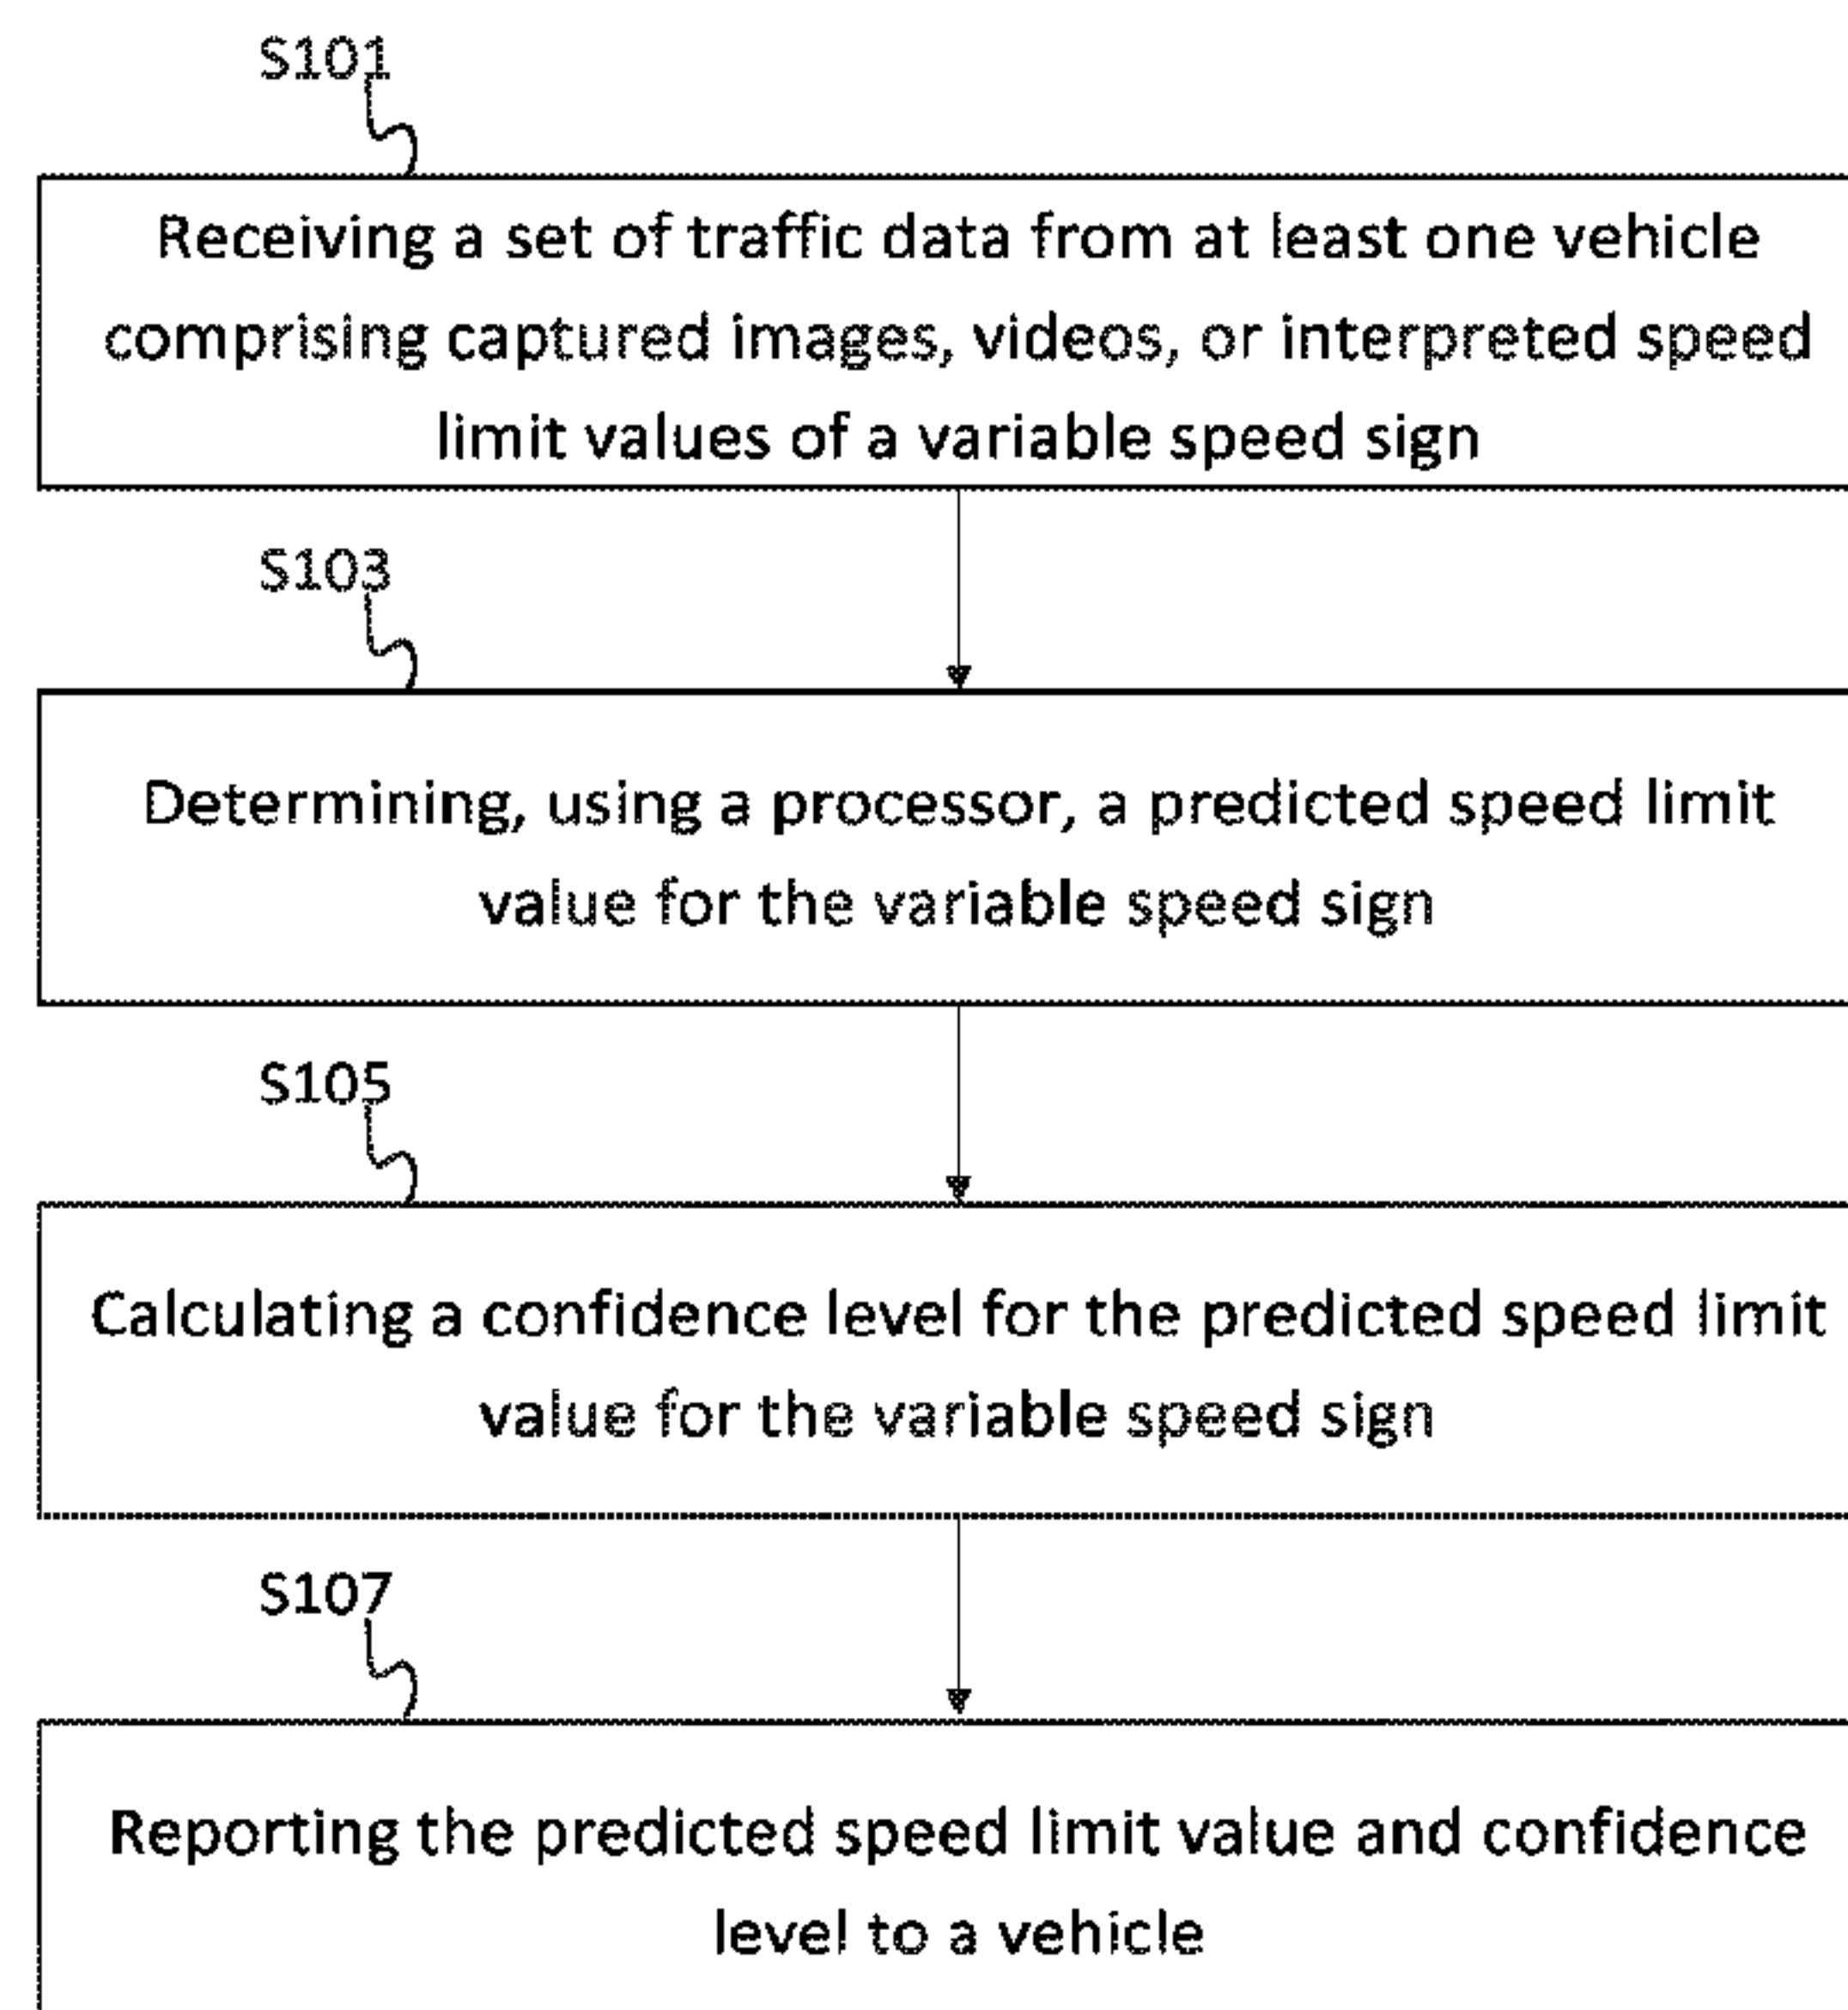 S101
Receiving a set of traffic data from at least one vehicle
comprising captured images, videos, or interpreted speed
limit values of a variable speed sign
S103
Determining, using a processor, a predicted speed limit
value for the variable speed sign
S105
Calculating a confidence level for the predicted speed limit
value for the variable speed sign
S107
Reporting the predicted speed limit value and confidence
level to a vehicle